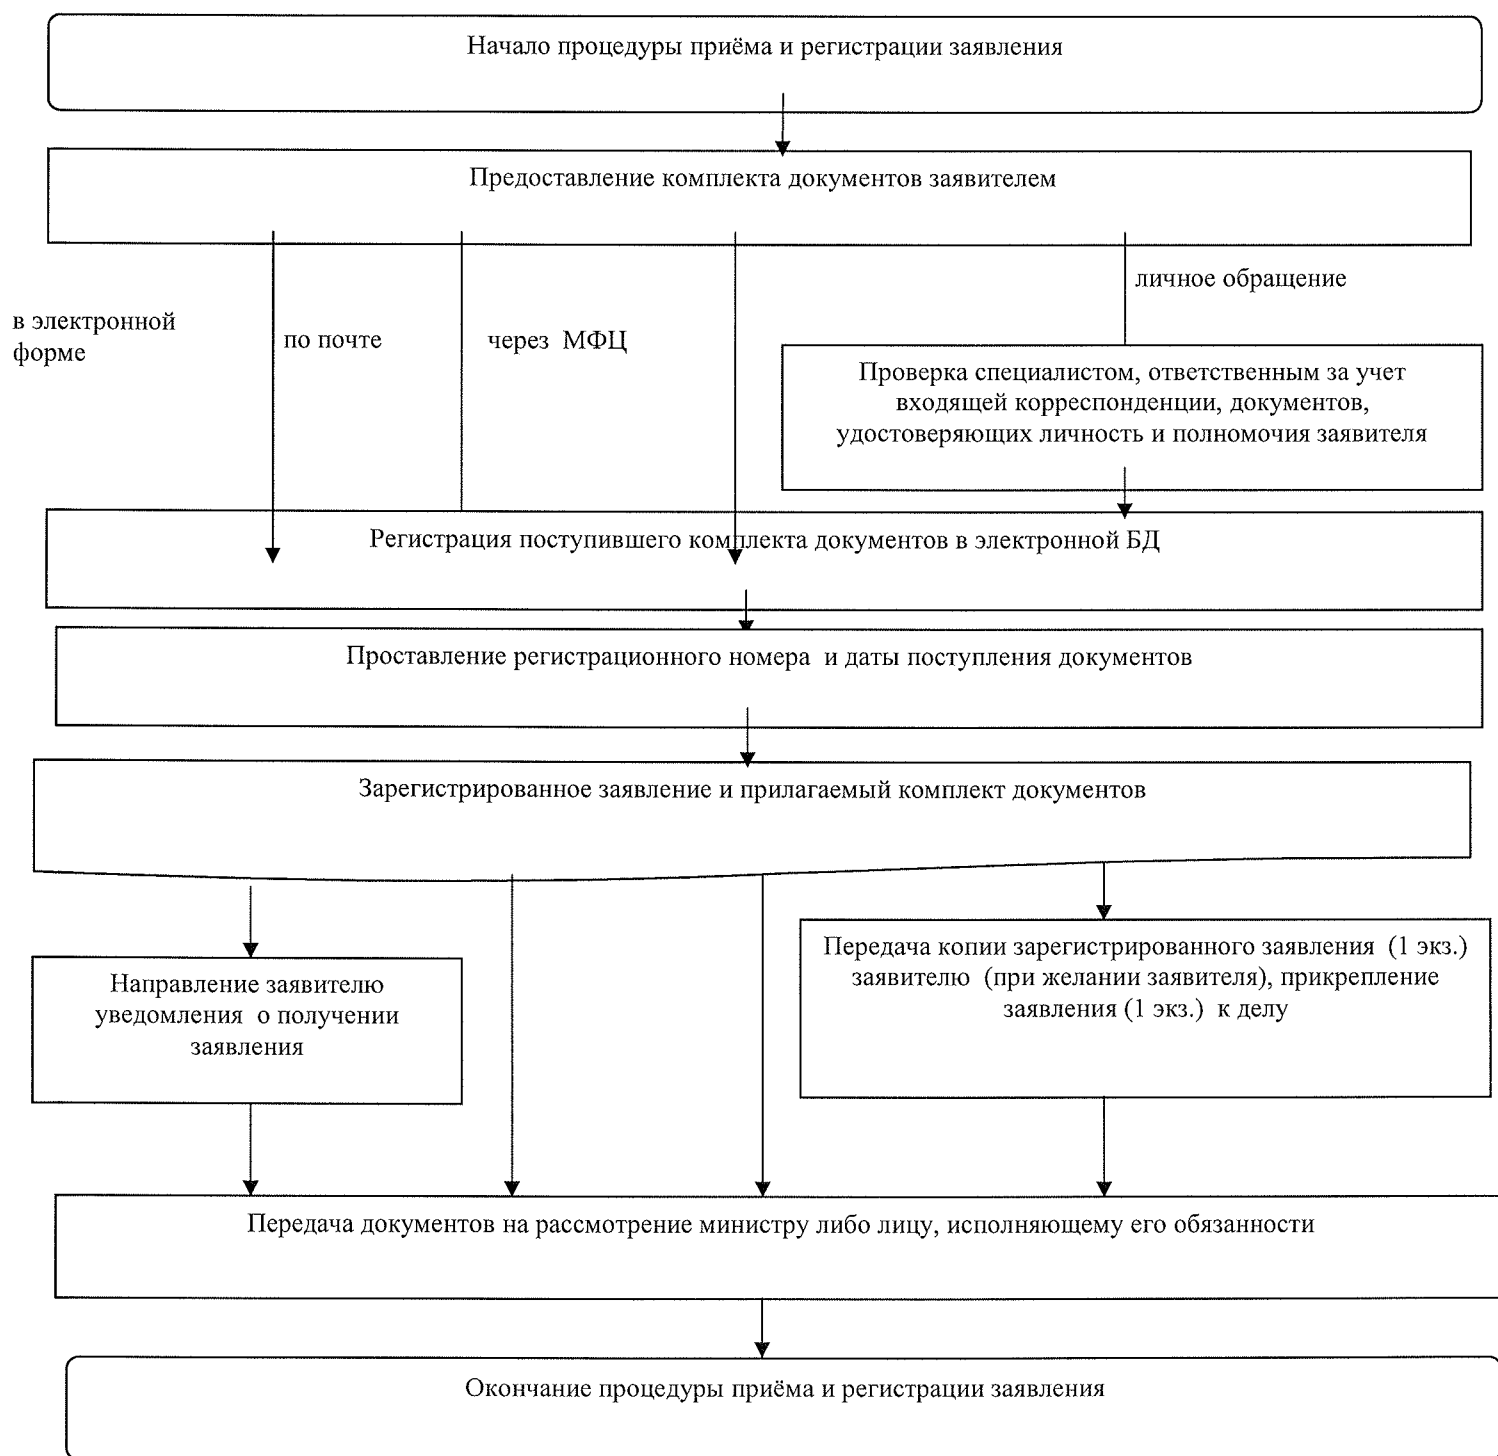 Начало процедуры приёма и регистрации заявления
Предоставление комплекта документов заявителем
личное обращение
в электронной
форме
по почте
через МФЦ
Проверка специалистом, ответственным за учет
входящей корреспонденции, документов,
удостоверяющих личность и полномочия заявителя
Регистрация поступившего комплекта документов в электронной БД
Проставление регистрационного номера и даты поступления документов
Зарегистрированное заявление и прилагаемый комплект документов
Направление заявителю
уведомления о получении
заявления
Передача копии зарегистрированного заявления (1 экз.)
заявителю (при желании заявителя), прикрепление
заявления (1 экз.) к делу
Передача документов на рассмотрение министру либо лицу, исполняющему его обязанности
Окончание процедуры приёма и регистрации заявления